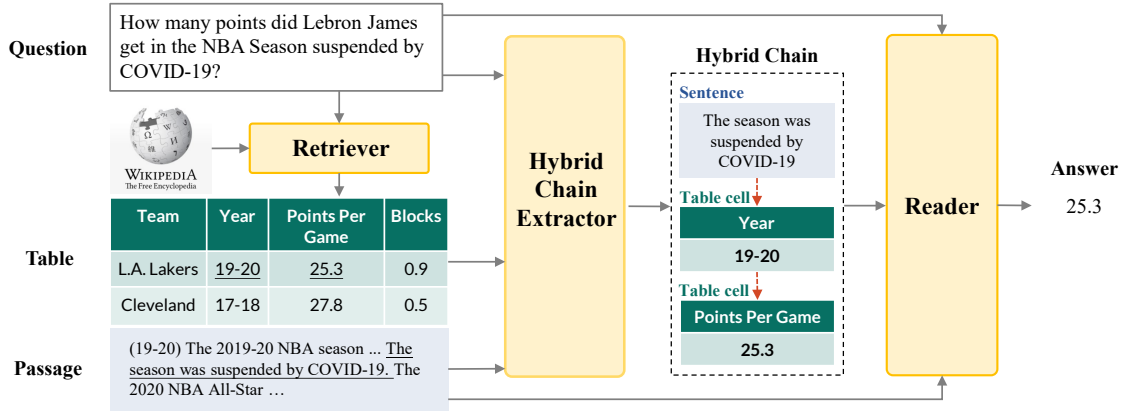 Question
How many points did Lebron James
get in the NBA Season suspended by
COVID-19?
WIKIPEDIA
The Free Encyclopedia
Retriever
Table
Team Year Points Per Game Blocks
L.A. Lakers 19-20 25.3 0.9
Cleveland 17-18 27.8 0.5
Passage
(19-20) The 2019-20 NBA season ... The
season was suspended by COVID-19. The
2020 NBA All-Star ...
Hybrid
Chain
Extractor
Hybrid Chain
Sentence
The season was
suspended by
COVID-19
Table cell
Year
19-20
Table cell
Points Per Game
25.3
Reader
Answer
25.3